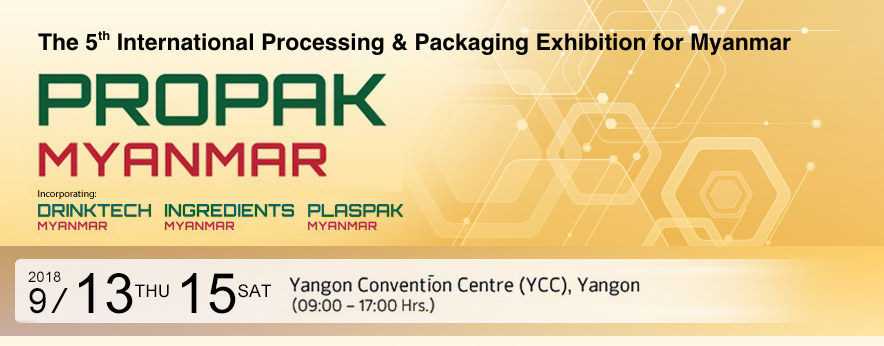 The 5th International Processing & Packaging Exhibition for Myanmar
PROPAK
MYANMAR
Incorporating:
DRINKTECH INGREDIENTS PLASPAK
MYANMAR MYANMAR MYANMAR
2018
9/13THU 15SAT
Yangon Convention Centre (YCC), Yangon
(09:00 – 17:00 Hrs.)